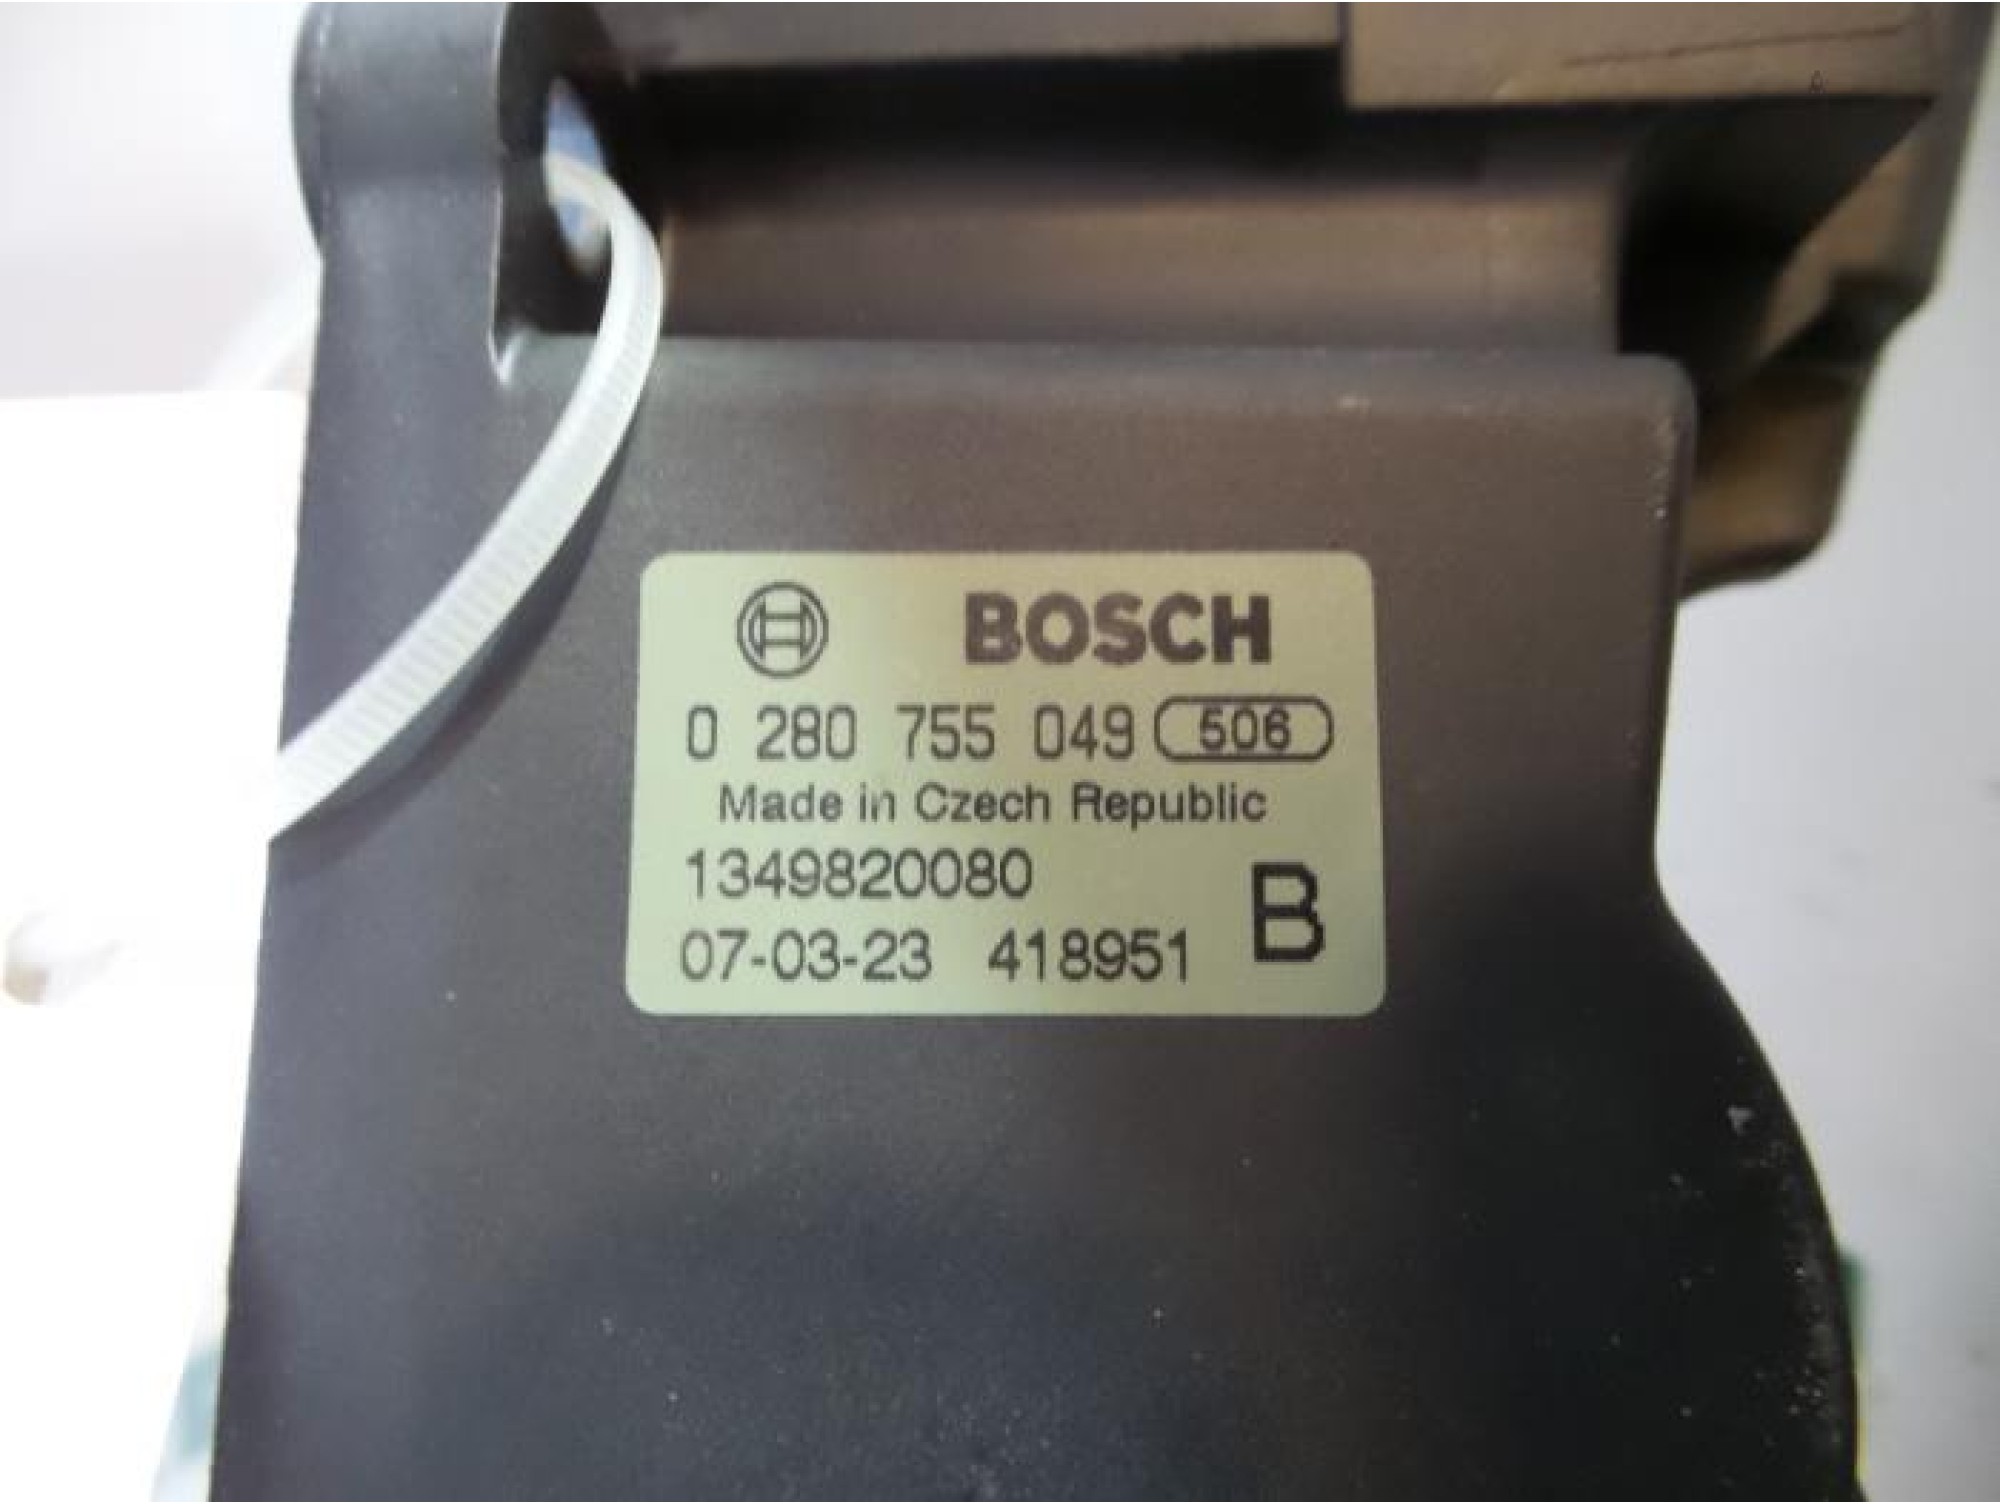 BOSCH
0 280 755 049 506
Made in Czech Republic
1349820080
07-03-23 418951 B